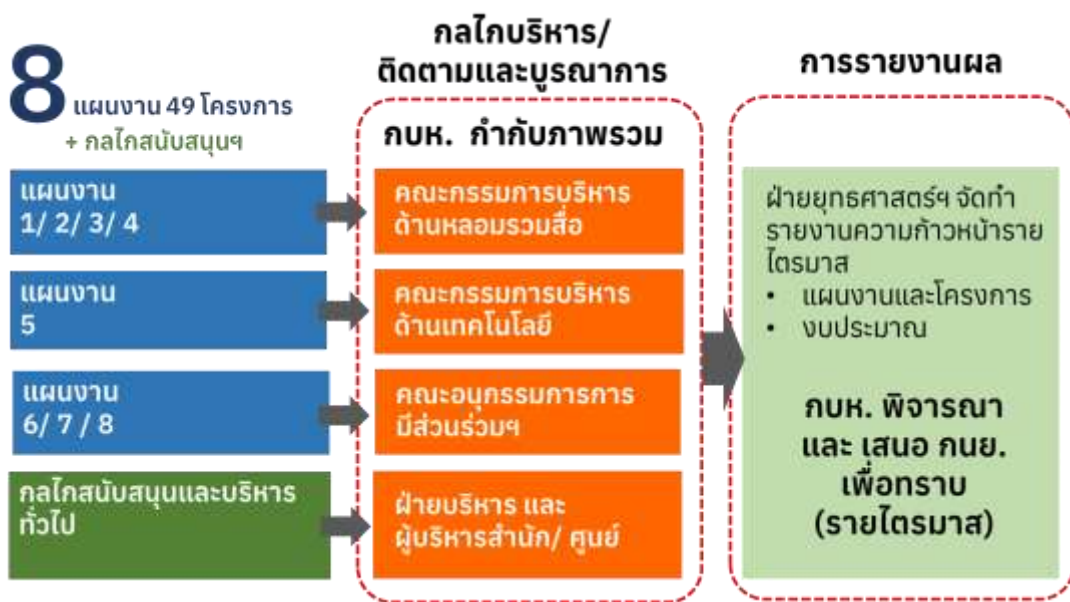 8 แผนงาน 49 โครงการ
+ กลไกสนับสนุนฯ
แผนงาน
1/ 2/ 3/ 4
แผนงาน
5
แผนงาน
6/ 7 / 8
กลไกสนับสนุนและบริหาร
ทั่วไป
กลไกบริหาร/
ติดตามและบูรณาการ
กบห. กำกับภาพรวม
คณะกรรมการบริหาร
ด้านหลอมรวมสื่อ
คณะกรรมการบริหาร
ด้านเทคโนโลยี
คณะอนุกรรมการการ
มีส่วนร่วมฯ
ฝ่ายบริหาร และ
ผู้บริหารสำนัก/ ศูนย์
การรายงานผล
ฝ่ายยุทธศาสตร์ฯ จัดทำ
รายงานความก้าวหน้าราย
ไตรมาส
• แผนงานและโครงการ
• งบประมาณ
กบห. พิจารณา
และ เสนอ กนย.
เพื่อทราบ
(รายไตรมาส)